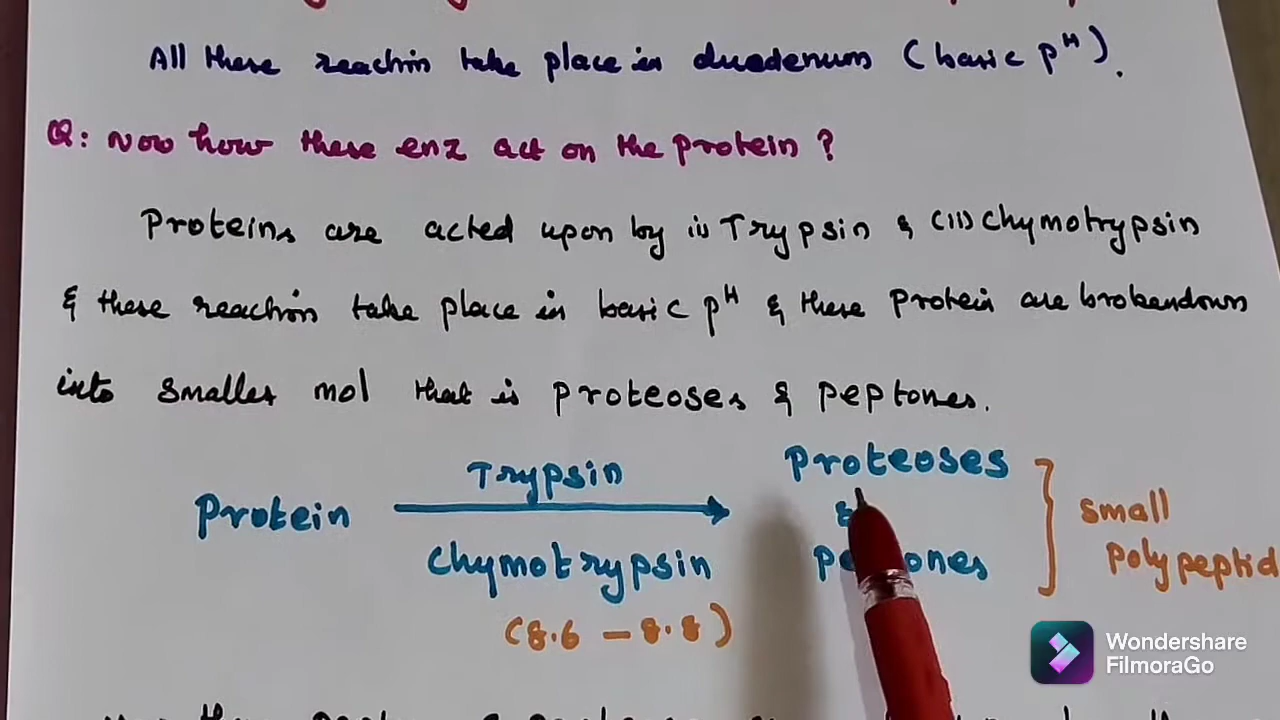 All these reaction take place in duodenum (basic pH).
Q: Now how these enz act on the protein?
Proteins are acted upon by (i) Trypsin & (ii) Chymotrypsin
& these reaction take place in basic pH & these Protein are brokendown
into smaller mol that is proteoses & peptones.
Protein Trypsin Chymotrypsin (8.6 - 8.8)
Proteoses
&
peptones
small
polypeptid
Wondershare
FilmoraGo